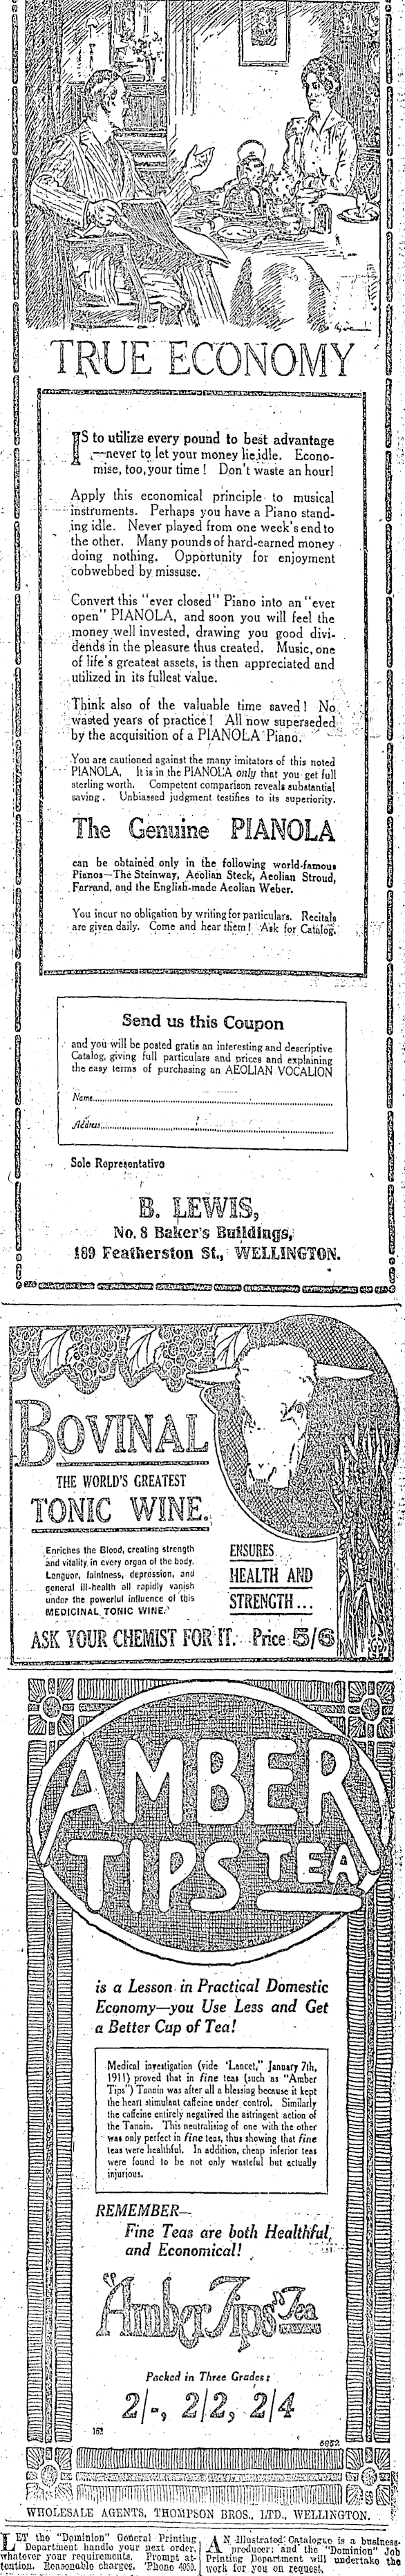 TRUE ECONOMY
IS to utilize every pound to best advantage
—never to let your money lie idle. Econo-
mise, too, your time! Don't waste an hour!
Apply this economical principle to musical
instruments. Perhaps you have a Piano stand-
ing idle. Never played from one week's end to
the other. Many pounds of hard-earned money
doing nothing. Opportunity for enjoyment
cobwebbed by missuse.
Convert this "ever closed" Piano into an "ever
open" PIANOLA, and soon you will feel the
money well invested, drawing you good divi-
dends in the pleasure thus created. Music, one
of life's greatest assets, is then appreciated and
utilized in its fullest value.
Think also of the valuable time saved! No
wasted years of practice! All now superseded
by the acquisition of a PIANOLA Piano.
You are cautioned against the many imitators of this noted
PIANOLA. It is in the PIANOLA only that you get full
sterling worth. Competent comparison reveals substantial
saving. Unbiassed judgment testifies to its superiority.
The Genuine PIANOLA
can be obtained only in the following world-famous
Pianos—The Steinway, Aeolian Steck, Aeolian Stroud,
Farrand, and the English-made Aeolian Weber.
You incur no obligation by writing for particulars. Recitals
are given daily. Come and hear them! Ask for Catalog.
Send us this Coupon
and you will be posted gratis an interesting and descriptive
Catalog, giving full particulars and prices and explaining
the easy terms of purchasing an AEOLIAN VOCALION
Name
Address
Sole Representative
B. LEWIS,
No. 8 Baker's Buildings,
189 Featherston St., WELLINGTON.
BOVINAL
THE WORLD'S GREATEST
TONIC WINE.
Enriches the Blood, creating strength
and vitality in every organ of the body.
Languor, faintness, depression, and
general ill-health all rapidly vanish
under the powerful influence of this
MEDICINAL TONIC WINE.
ENSURES
HEALTH AND
STRENGTH...
ASK YOUR CHEMIST FOR IT. Price 5/6
AMBER
TIPS TEA
is a Lesson in Practical Domestic
Economy—you Use Less and Get
a Better Cup of Tea!
Medical investigation (vide 'Lancet," January 7th,
1911) proved that in fine teas (such as "Amber
Tips") Tannin was after all a blessing because it kept
the heart stimulant caffeine under control. Similarly
the caffeine entirely negatived the astringent action of
the Tannin. This neutralising of one with the other
was only perfect in fine teas, thus showing that fine
teas were healthful. In addition, cheap inferior teas
were found to be not only wasteful but actually
injurious.
REMEMBER—
Fine Teas are both Healthful,
and Economical!
"Amber Tips" Tea
Packed in Three Grades:
2/-, 2/2, 2/4
152
5952
WHOLESALE AGENTS, THOMPSON BROS., LTD., WELLINGTON.
LET the "Dominion" General Printing
Department handle your next order,
whatever your requirements. Prompt at-
tention. Reasonable charges. 'Phone 4050.
AN Illustrated Catalogue is a business-
producer; and the "Dominion" Job
Printing Department will undertake the
work for you on request.